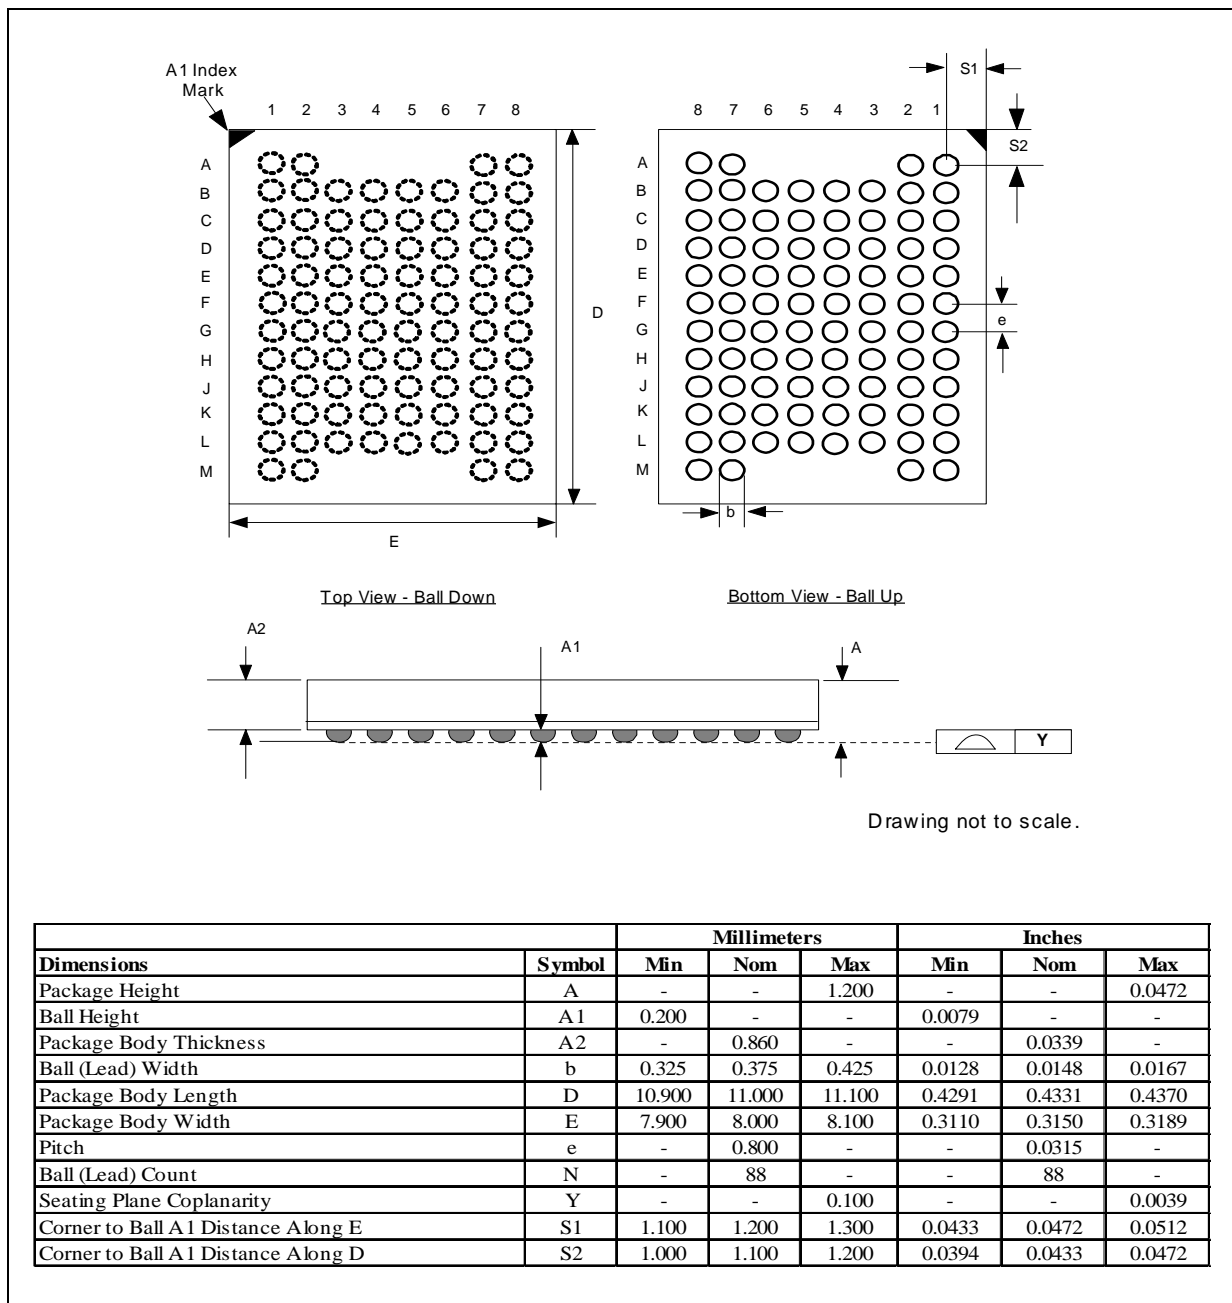 A1 Index
Mark
S1
1 2 3 4 5 6 7 8
8 7 6 5 4 3 2 1
S2
A
B
C
D
E
F
G
H
J
K
L
M
D
E
A
B
C
D
E
F
G
H
J
K
L
M
e
b
Top View - Ball Down
Bottom View - Ball Up
A2
A1
A
Y
Drawing not to scale.
Millimeters Inches
Dimensions Symbol Min Nom Max Min Nom Max
Package Height A - - 1.200 - - 0.0472
Ball Height A1 0.200 - - 0.0079 - -
Package Body Thickness A2 - 0.860 - - 0.0339 -
Ball (Lead) Width b 0.325 0.375 0.425 0.0128 0.0148 0.0167
Package Body Length D 10.900 11.000 11.100 0.4291 0.4331 0.4370
Package Body Width E 7.900 8.000 8.100 0.3110 0.3150 0.3189
Pitch e - 0.800 - - 0.0315 -
Ball (Lead) Count N - 88 - - 88 -
Seating Plane Coplanarity Y - - 0.100 - - 0.0039
Corner to Ball A1 Distance Along E S1 1.100 1.200 1.300 0.0433 0.0472 0.0512
Corner to Ball A1 Distance Along D S2 1.000 1.100 1.200 0.0394 0.0433 0.0472